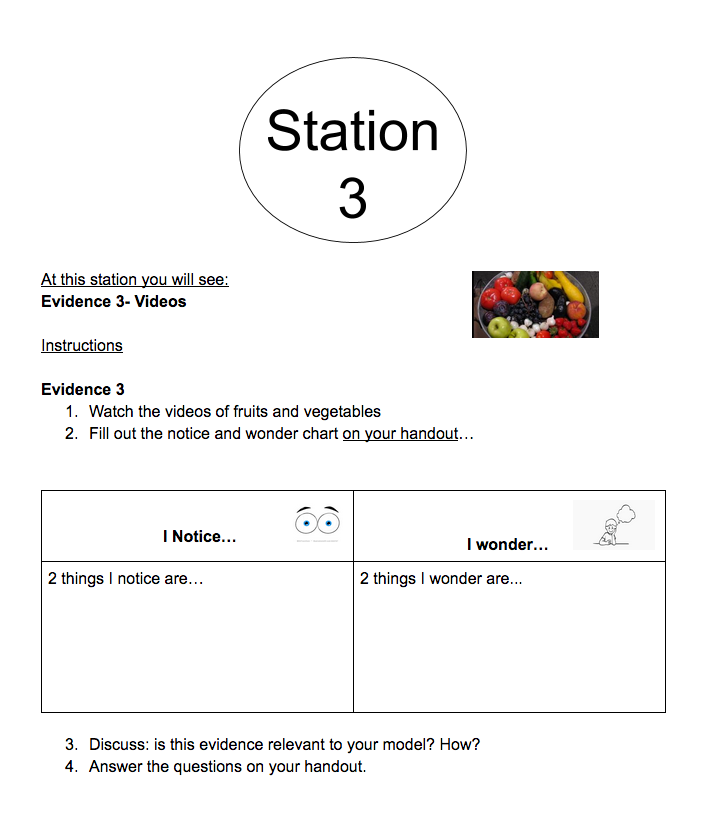 Station
3
At this station you will see:
Evidence 3- Videos
Instructions
Evidence 3
1. Watch the videos of fruits and vegetables
2. Fill out the notice and wonder chart on your handout…
I Notice…
I wonder…
2 things I notice are…
2 things I wonder are...
3. Discuss: is this evidence relevant to your model? How?
4. Answer the questions on your handout.